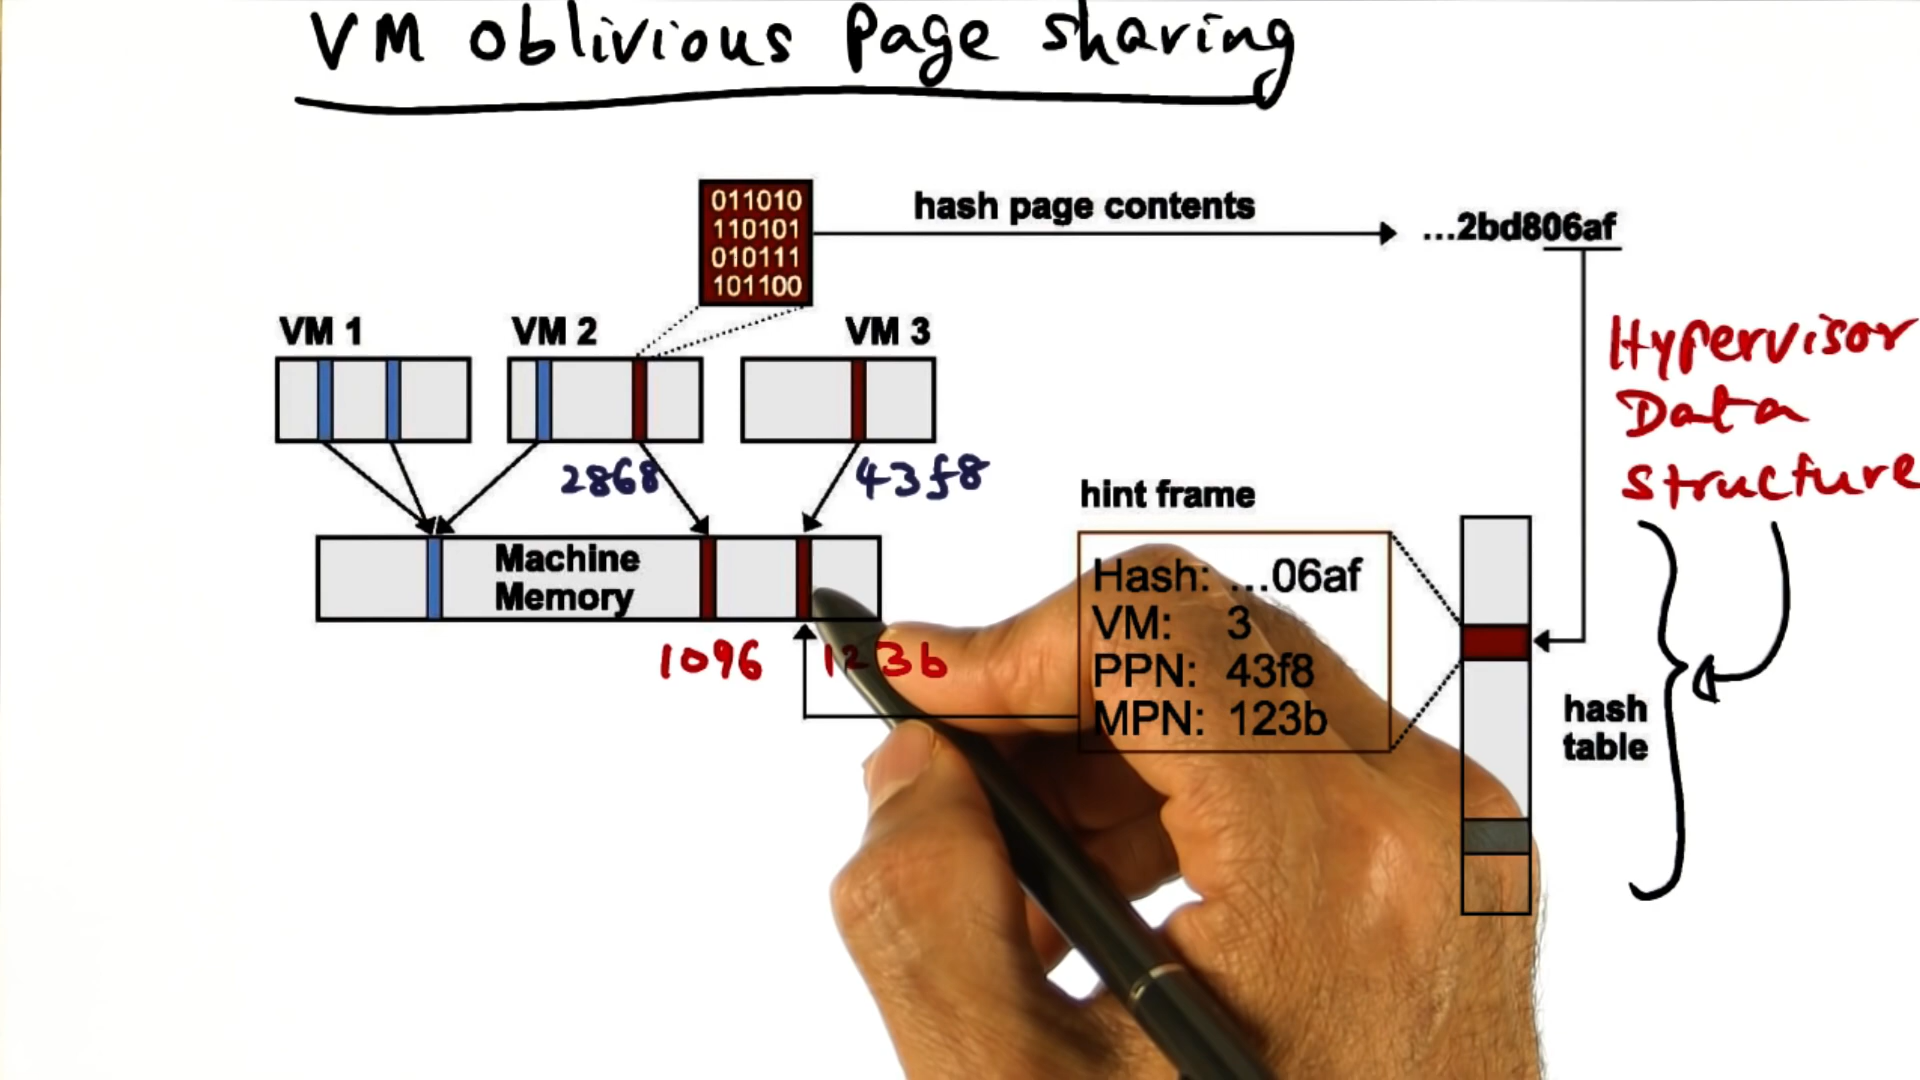 VM Oblivious Page Sharing
011010
110101
010111
101100
hash page contents
...2bd806af
VM 1
VM 2
VM 3
2868
43f8
Machine
Memory
1096
123b
hint frame
Hash: ...06af
VM: 3
PPN: 43f8
MPN: 123b
Hypervisor
Data
Structure
hash
table